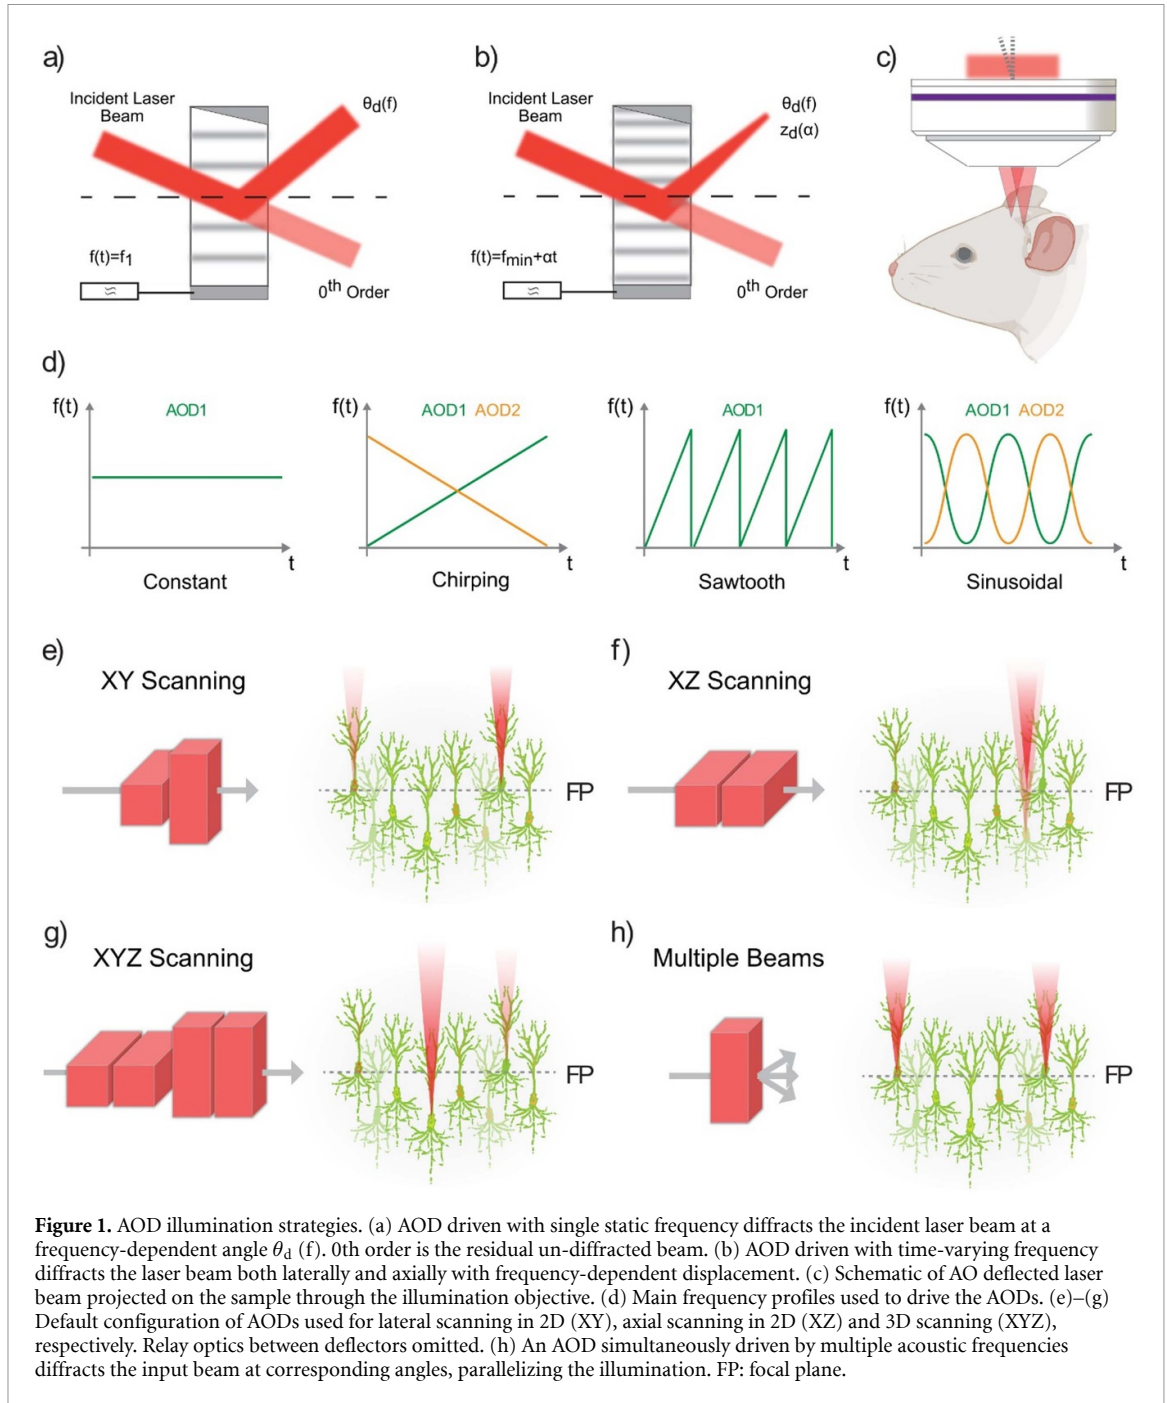 a)
Incident Laser
Beam
θd(f)
f(t)=f1
0th Order
b)
Incident Laser
Beam
θd(f)
zd(α)
f(t)=fmin+αt
0th Order
c)
d)
f(t)
AOD1
t
Constant
f(t)
AOD1 AOD2
t
Chirping
f(t)
AOD1
t
Sawtooth
f(t)
AOD1 AOD2
t
Sinusoidal
e)
XY Scanning
FP
f)
XZ Scanning
FP
g)
XYZ Scanning
FP
h)
Multiple Beams
FP
Figure 1. AOD illumination strategies. (a) AOD driven with single static frequency diffracts the incident laser beam at a
frequency-dependent angle θd (f). 0th order is the residual un-diffracted beam. (b) AOD driven with time-varying frequency
diffracts the laser beam both laterally and axially with frequency-dependent displacement. (c) Schematic of AO deflected laser
beam projected on the sample through the illumination objective. (d) Main frequency profiles used to drive the AODs. (e)–(g)
Default configuration of AODs used for lateral scanning in 2D (XY), axial scanning in 2D (XZ) and 3D scanning (XYZ),
respectively. Relay optics between deflectors omitted. (h) An AOD simultaneously driven by multiple acoustic frequencies
diffracts the input beam at corresponding angles, parallelizing the illumination. FP: focal plane.